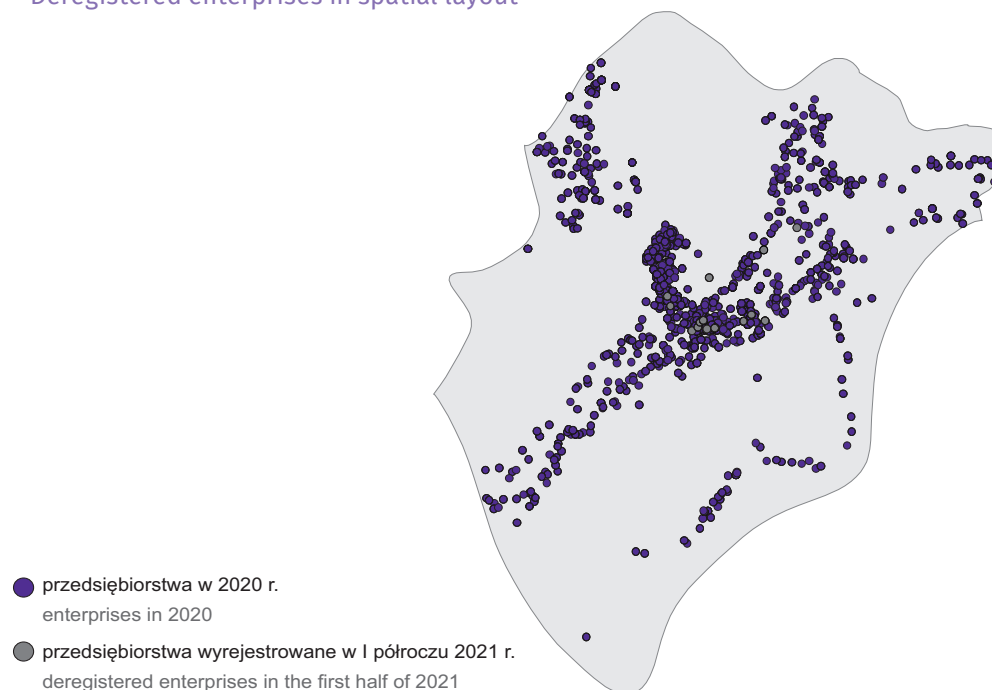 Deregistered enterprises in spatial layout
przedsiębiorstwa w 2020 r.
enterprises in 2020
przedsiębiorstwa wyrejestrowane w I półroczu 2021 r.
deregistered enterprises in the first half of 2021